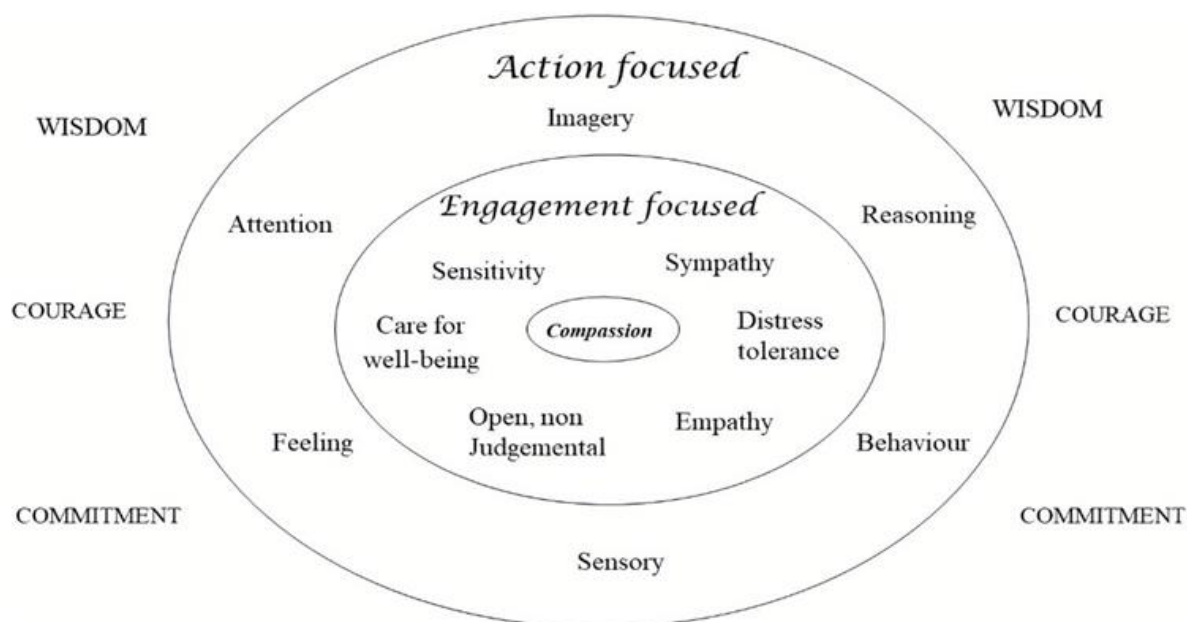 Action focused
WISDOM
Imagery
WISDOM
Engagement focused
Attention
Reasoning
Sensitivity
Sympathy
COURAGE
Care for
well-being
Compassion
Distress
tolerance
COURAGE
Open, non
Judgemental
Empathy
Feeling
Behaviour
COMMITMENT
COMMITMENT
Sensory